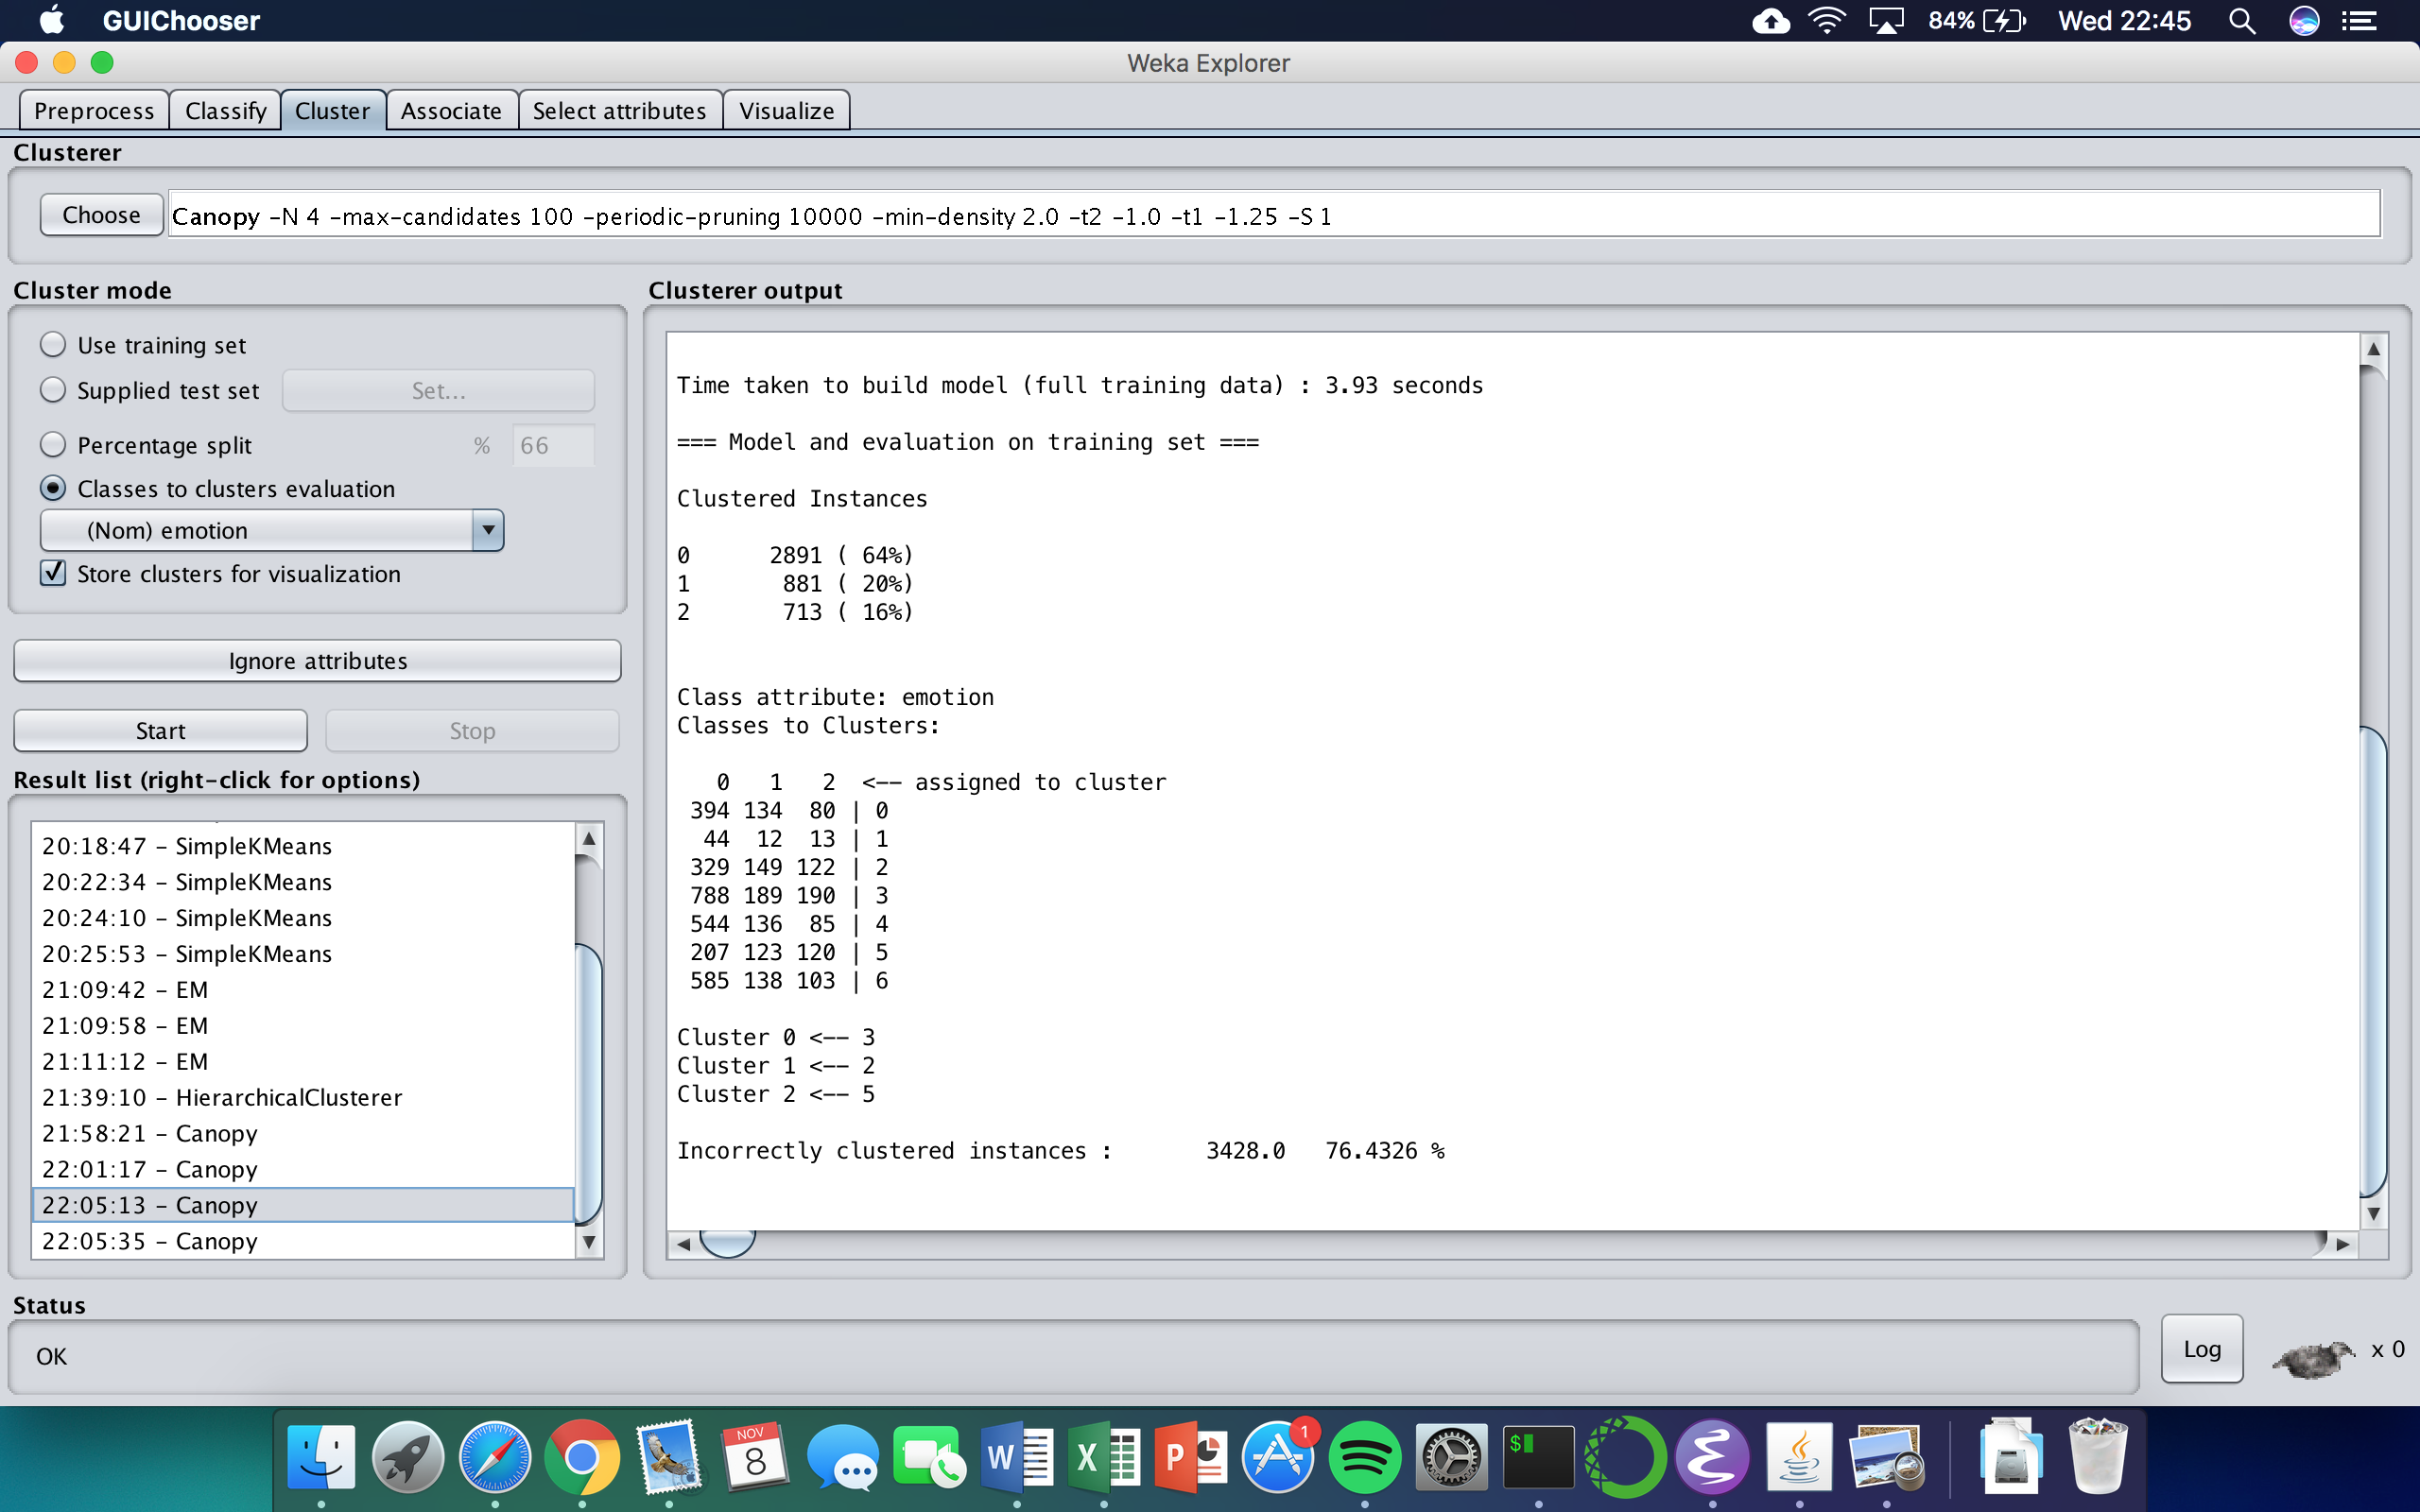 GUIChooser 84% Wed 22:45
Weka Explorer
Preprocess Classify Cluster Associate Select attributes Visualize
Clusterer
Choose Canopy -N 4 -max-candidates 100 -periodic-pruning 10000 -min-density 2.0 -t2 -1.0 -t1 -1.25 -S 1
Cluster mode
Use training set
Supplied test set Set...
Percentage split % 66
Classes to clusters evaluation
(Nom) emotion
Store clusters for visualization
Ignore attributes
Start Stop
Result list (right-click for options)
20:18:47 - SimpleKMeans
20:22:34 - SimpleKMeans
20:24:10 - SimpleKMeans
20:25:53 - SimpleKMeans
21:09:42 - EM
21:09:58 - EM
21:11:12 - EM
21:39:10 - HierarchicalClusterer
21:58:21 - Canopy
22:01:17 - Canopy
22:05:13 - Canopy
22:05:35 - Canopy
Clusterer output
Time taken to build model (full training data) : 3.93 seconds
=== Model and evaluation on training set ===
Clustered Instances
0 2891 ( 64%)
1 881 ( 20%)
2 713 ( 16%)
Class attribute: emotion
Classes to Clusters:
0 1 2 <-- assigned to cluster
394 134 80 | 0
44 12 13 | 1
329 149 122 | 2
788 189 190 | 3
544 136 85 | 4
207 123 120 | 5
585 138 103 | 6
Cluster 0 <-- 3
Cluster 1 <-- 2
Cluster 2 <-- 5
Incorrectly clustered instances : 3428.0 76.4326 %
Status
OK
Log x 0
NOV
8
W X P 1 $